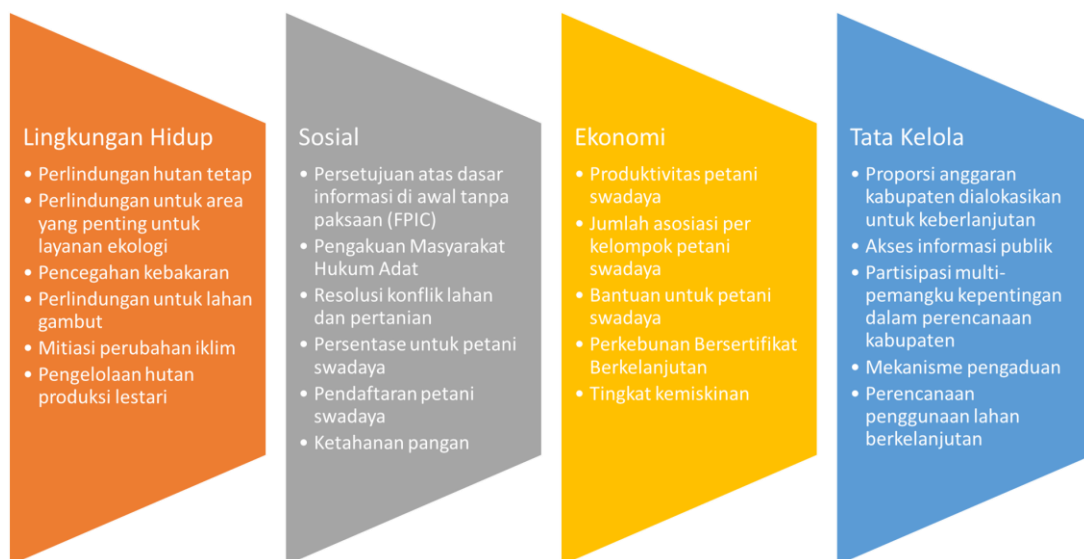 Lingkungan Hidup
• Perlindungan hutan tetap
• Perlindungan untuk area
yang penting untuk
layanan ekologi
• Pencegahan kebakaran
• Perlindungan untuk lahan
gambut
• Mitiasi perubahan iklim
• Pengelolaan hutan
produksi lestari
Sosial
• Persetujuan atas dasar
informasi di awal tanpa
paksaan (FPIC)
• Pengakuan Masyarakat
Hukum Adat
• Resolusi konflik lahan
dan pertanian
• Persentase untuk petani
swadaya
• Pendaftaran petani
swadaya
• Ketahanan pangan
Ekonomi
• Produktivitas petani
swadaya
• Jumlah asosiasi per
kelompok petani
swadaya
• Bantuan untuk petani
swadaya
• Perkebunan Bersertifikat
Berkelanjutan
• Tingkat kemiskinan
Tata Kelola
• Proporsi anggaran
kabupaten dialokasikan
untuk keberlanjutan
• Akses informasi publik
• Partisipasi multi-
pemangku kepentingan
dalam perencanaan
kabupaten
• Mekanisme pengaduan
• Perencanaan
penggunaan lahan
berkelanjutan